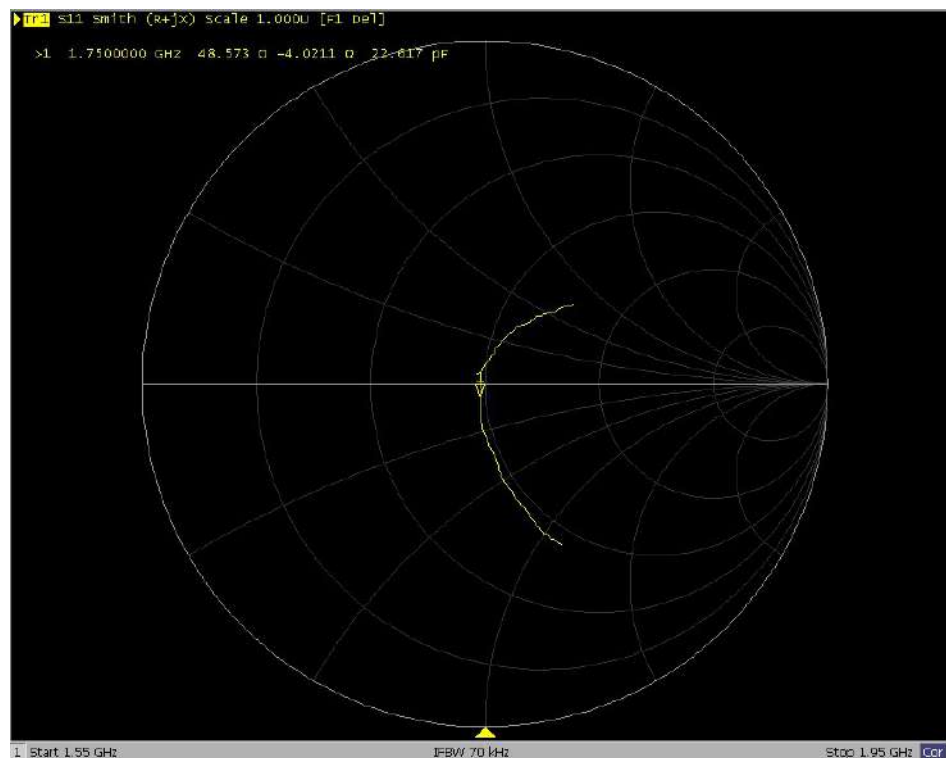 Tr1 S11 Smith (R+jX) Scale 1.000U [F1 Del]
>1 1.7500000 GHz 48.573 Ω -4.0211 Ω 22.617 pF
1
1 Start 1.55 GHz IFBW 70 kHz Stop 1.95 GHz Cor